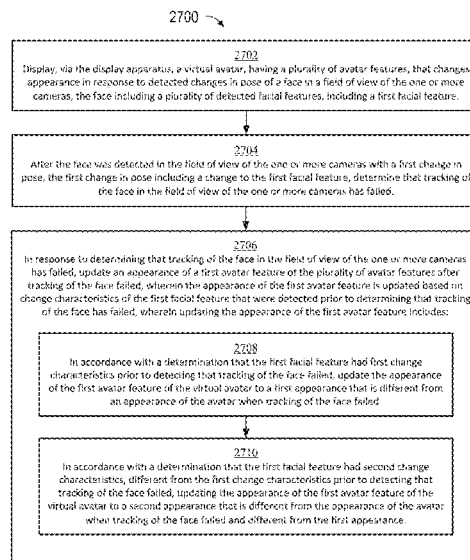 2700
2702
Display, via the display apparatus, a virtual avatar, having a plurality of avatar features, that changes
appearance in response to detected changes in pose of a face in a field of view of the one or more
cameras, the face including a plurality of detected facial features, including a first facial feature.
2704
After the face was detected in the field of view of the one or more cameras with a first change in
pose, the first change in pose including a change to the first facial feature, determine that tracking of
the face in the field of view of the one or more cameras has failed.
2706
In response to determining that tracking of the face in the field of view of the one or more cameras
has failed, update an appearance of a first avatar feature of the plurality of avatar features after
tracking of the face failed, wherein the appearance of the first avatar feature is updated based on
change characteristics of the first facial feature that were detected prior to determining that tracking
of the face has failed, wherein updating the appearance of the first avatar feature includes:
2708
In accordance with a determination that the first facial feature had first change
characteristics prior to detecting that tracking of the face failed, update the appearance
of the first avatar feature of the virtual avatar to a first appearance that is different from
an appearance of the avatar when tracking of the face failed
2710
In accordance with a determination that the first facial feature had second change
characteristics, different from the first change characteristics prior to detecting that
tracking of the face failed, updating the appearance of the first avatar feature of the
virtual avatar to a second appearance that is different from the appearance of the avatar
when tracking of the face failed and different from the first appearance.